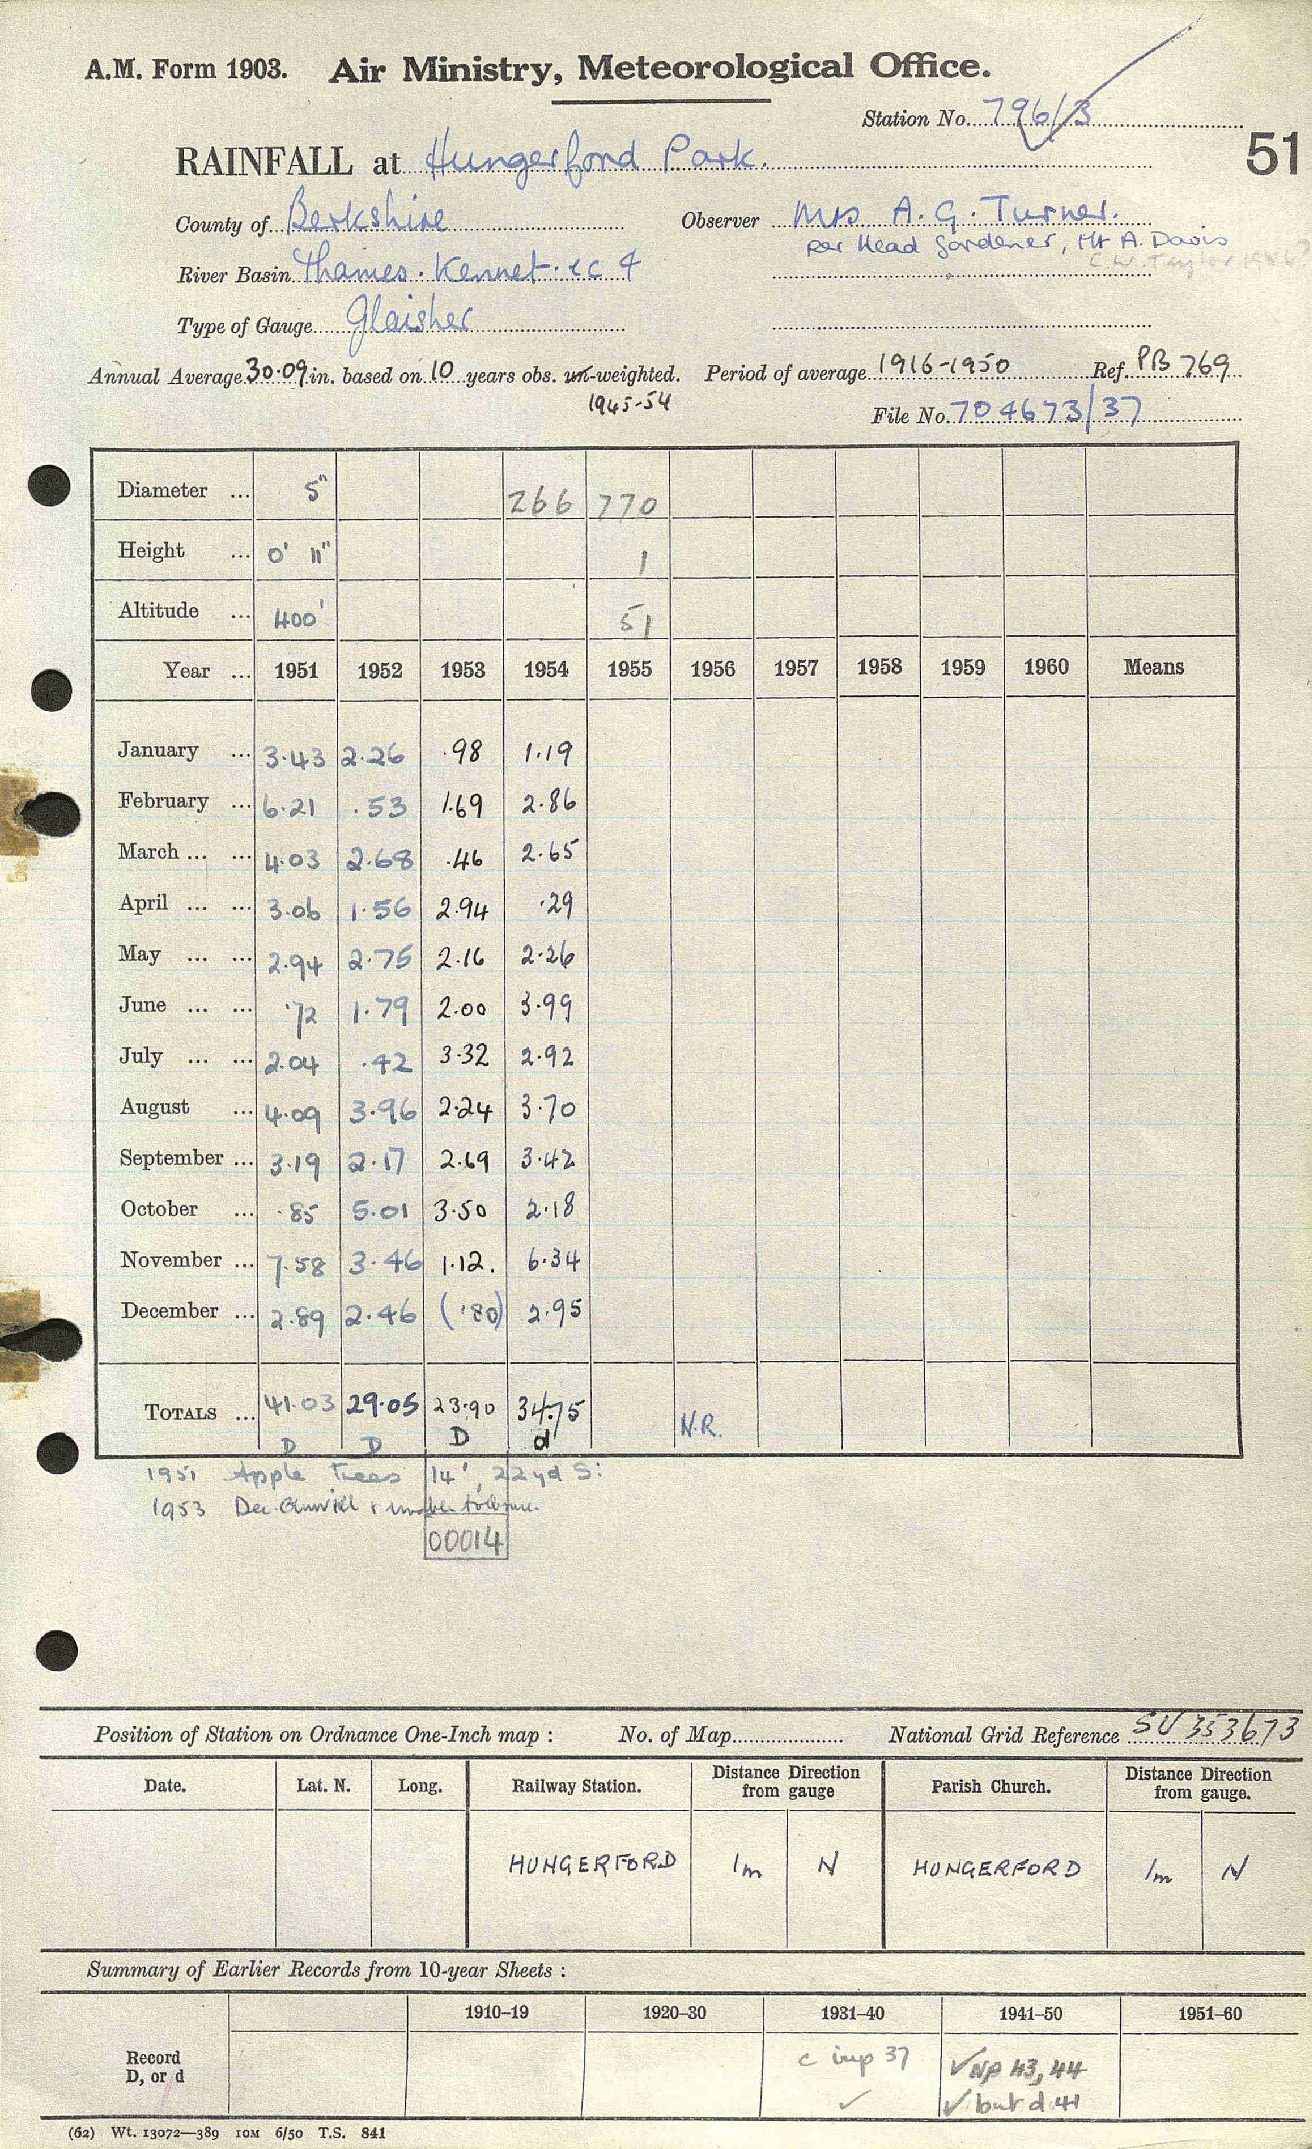 A.M. Form 1903. Air Ministry, Meteorological Office.
Station No. 796/3
RAINFALL at Hungerford Park. 51
County of Berkshire Observer Mrs A. G. Turner.
per Head Gardener, Mr A. Davis
River Basin Thames. Kennet. &c 4 C.W. Taylor
Type of Gauge Glaisher
Annual Average 30.09 in. based on 10 years obs. un-weighted. Period of average 1916-1950 Ref. PB 769
1945-54 File No. 704673/37
Diameter ... 5" 266 770
Height ... 0' 11" 1
Altitude ... 400' 51
Year ... 1951 1952 1953 1954 1955 1956 1957 1958 1959 1960 Means
January ... 3.43 2.26 .98 1.19
February ... 6.21 .53 1.69 2.86
March ... ... 4.03 2.68 .46 2.65
April ... ... 3.06 1.56 2.94 .29
May ... ... 2.94 2.75 2.16 2.26
June ... ... .72 1.79 2.00 3.99
July ... ... 2.04 .42 3.32 2.92
August ... 4.09 3.96 2.24 3.70
September ... 3.19 2.17 2.69 3.42
October ... .85 5.01 3.50 2.18
November ... 7.58 3.46 1.12. 6.34
December ... 2.89 2.46 (.80) 2.95
TOTALS ... 41.03 29.05 23.90 34.75 N.R.
D D D d
1951 Apple Trees 14', 22yd S:
1953 Dec
00014
Position of Station on Ordnance One-Inch map : No. of Map National Grid Reference SU 353673
Date. Lat. N. Long. Railway Station. Distance Direction from gauge Parish Church. Distance Direction from gauge.
HUNGERFORD 1m N HUNGERFORD 1m N
Summary of Earlier Records from 10-year Sheets :
1910-19 1920-30 1931-40 1941-50 1951-60
Record D, or d c inp 37 ✓ NP 43, 44
✓ ✓ but d 41
(62) Wt. 13072—389 10M 6/50 T.S. 841